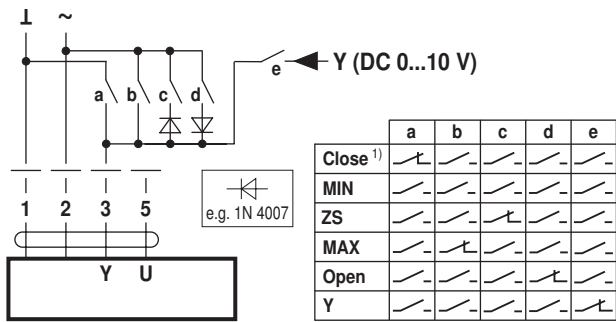 ⊥ ~
e
Y (DC 0...10 V)
a b c d
1 2 3 5
e.g. 1N 4007
Y U
a b c d e
Close 1)
MIN
ZS
MAX
Open
Y